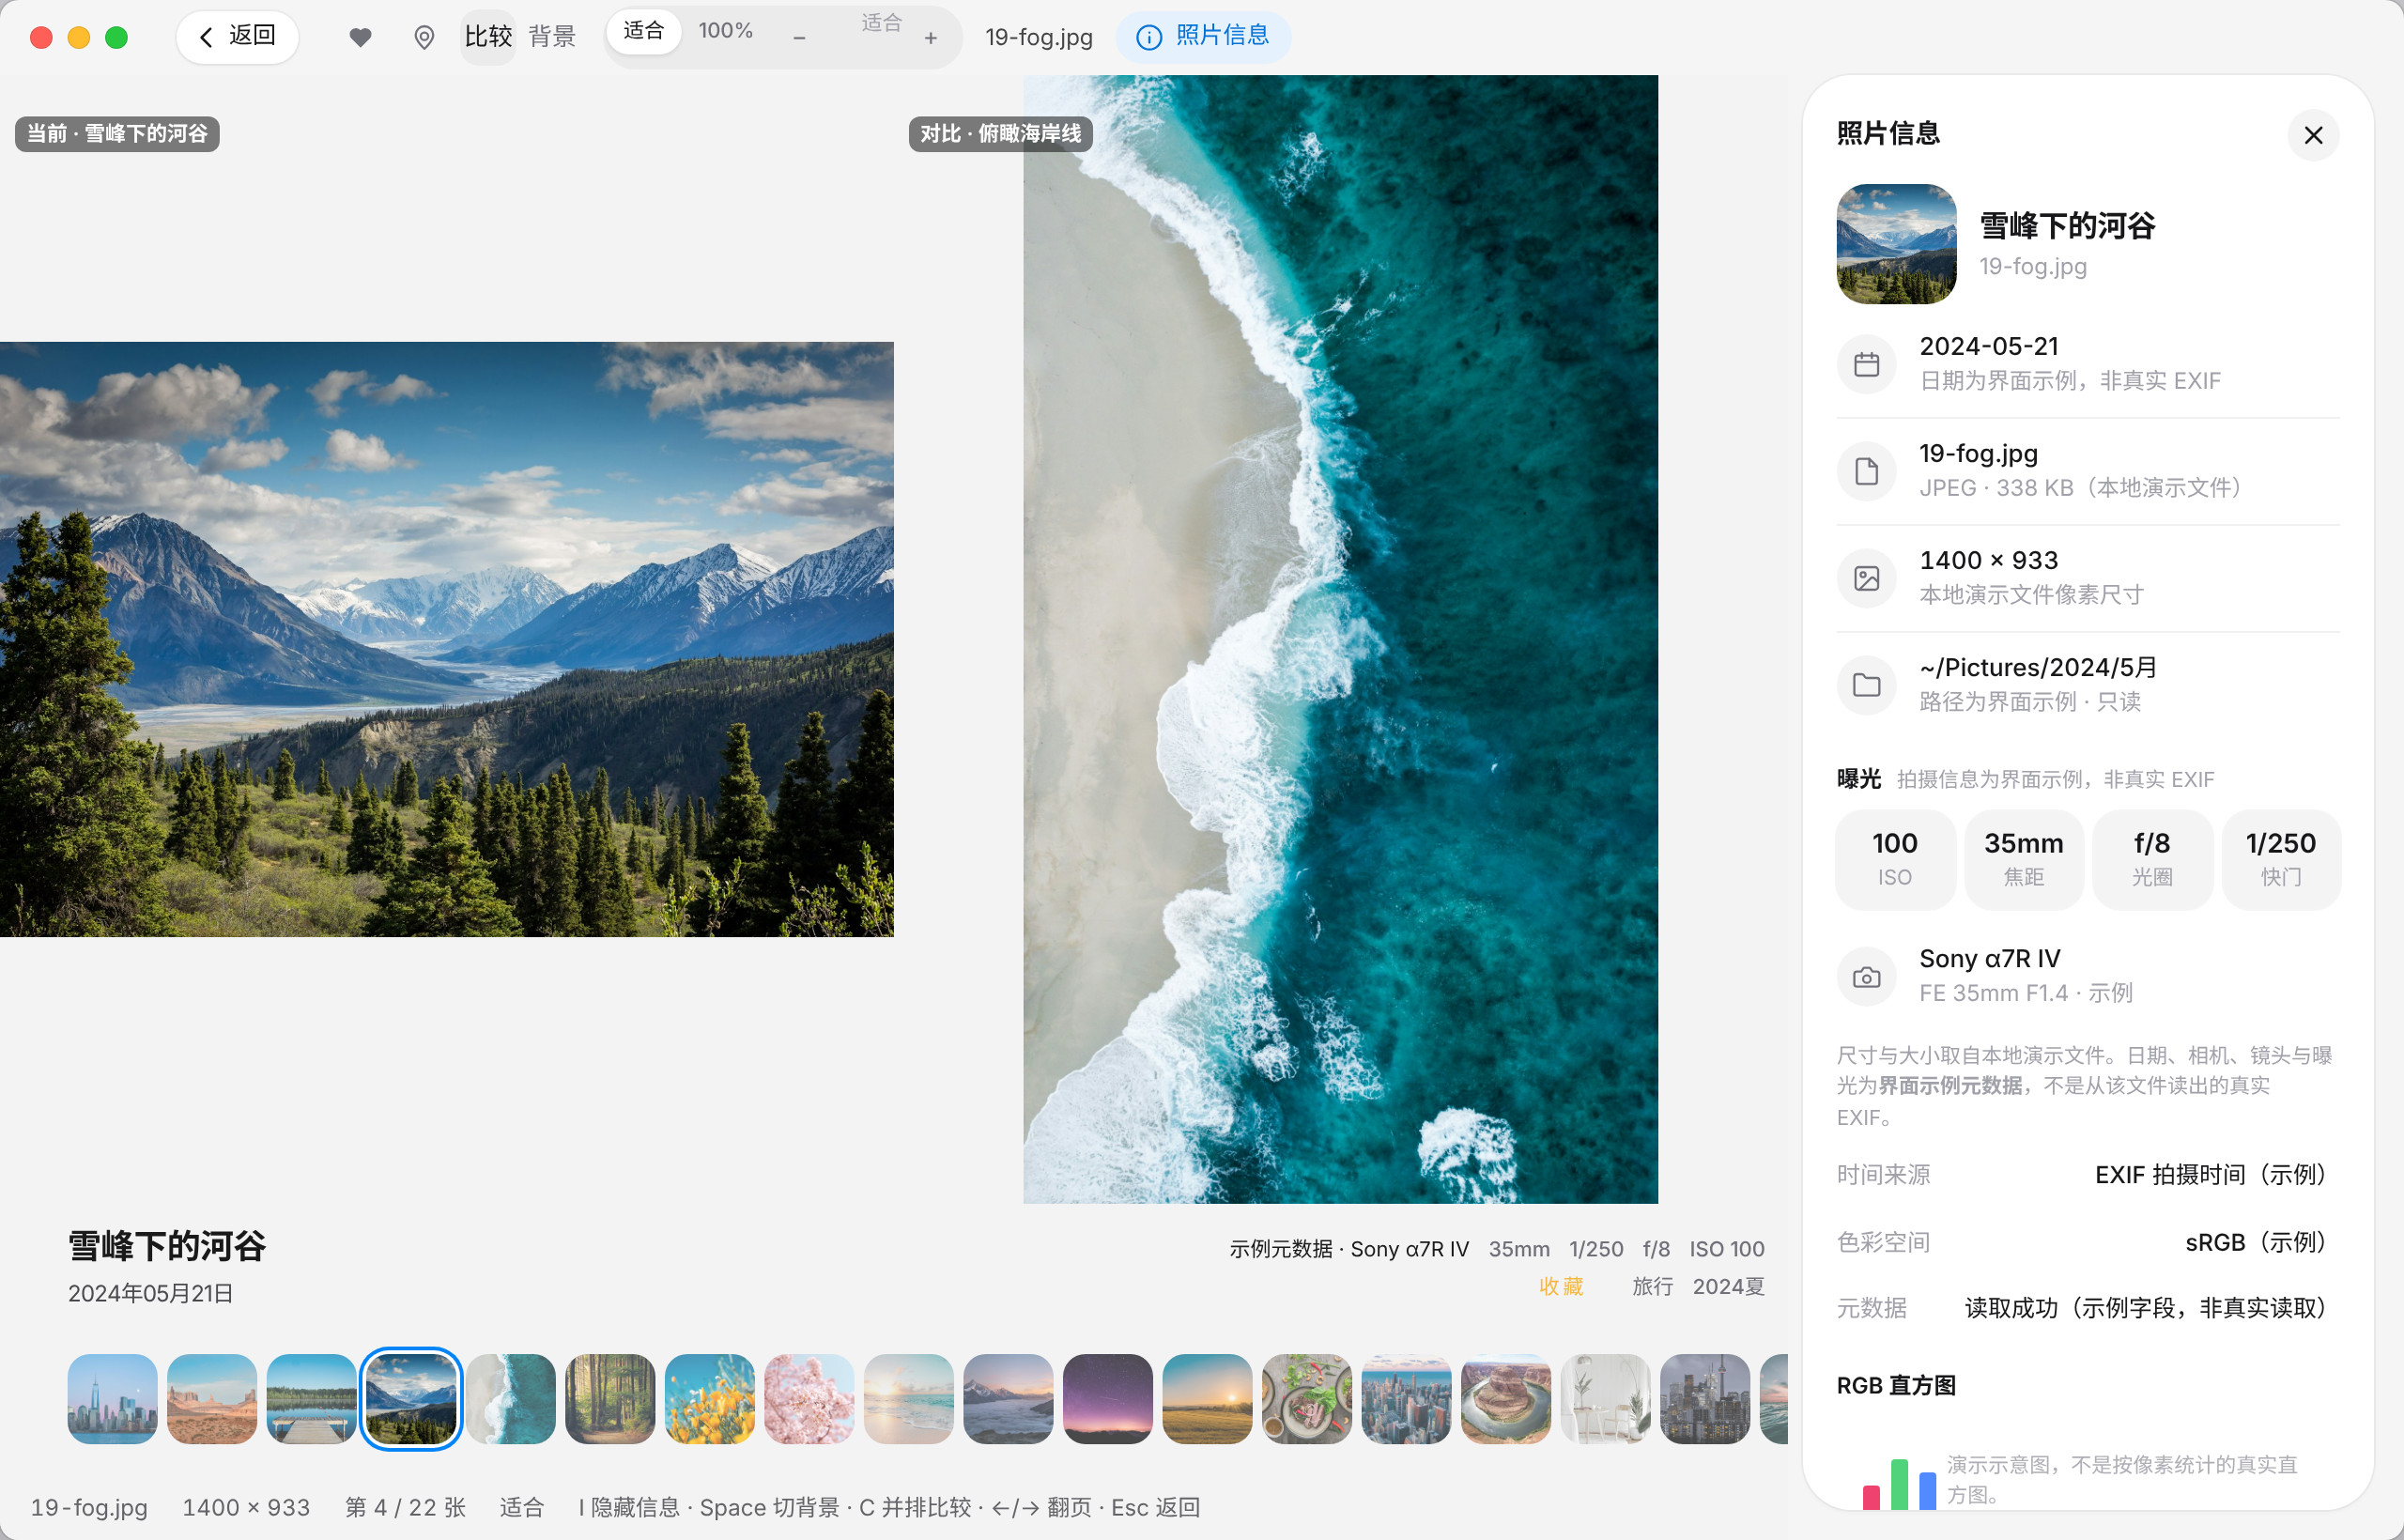 返回
比较
背景
适合
100%
−
适合
+
19-fog.jpg
照片信息
当前 · 雪峰下的河谷
对比 · 俯瞰海岸线
雪峰下的河谷
2024年05月21日
示例元数据 · Sony α7R IV 35mm 1/250 f/8 ISO 100
收藏 旅行 2024夏
19-fog.jpg 1400 × 933 第 4 / 22 张 适合 I 隐藏信息 · Space 切背景 · C 并排比较 · ←/→ 翻页 · Esc 返回
照片信息
雪峰下的河谷
19-fog.jpg
2024-05-21
日期为界面示例，非真实 EXIF
19-fog.jpg
JPEG · 338 KB（本地演示文件）
1400 × 933
本地演示文件像素尺寸
~/Pictures/2024/5月
路径为界面示例 · 只读
曝光 拍摄信息为界面示例，非真实 EXIF
100
ISO
35mm
焦距
f/8
光圈
1/250
快门
Sony α7R IV
FE 35mm F1.4 · 示例
尺寸与大小取自本地演示文件。日期、相机、镜头与曝
光为界面示例元数据，不是从该文件读出的真实
EXIF。
时间来源 EXIF 拍摄时间（示例）
色彩空间 sRGB（示例）
元数据 读取成功（示例字段，非真实读取）
RGB 直方图
演示示意图，不是按像素统计的真实直
方图。